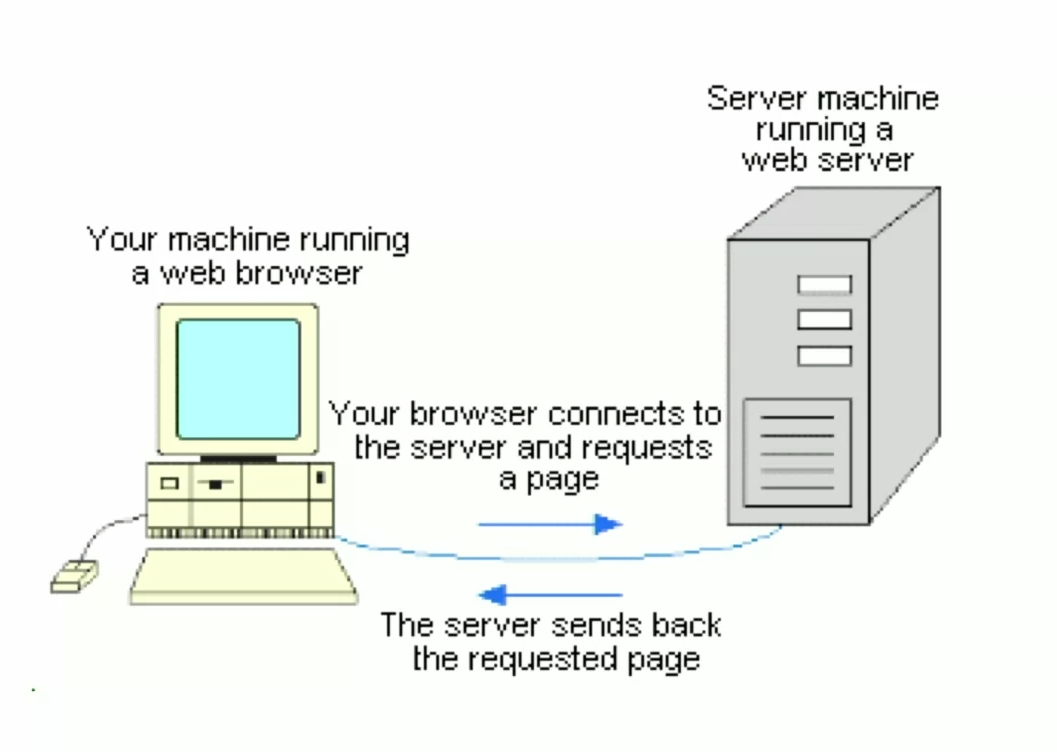 Server machine
running a
web server
Your machine running
a web browser
Your browser connects to
the server and requests
a page
The server sends back
the requested page